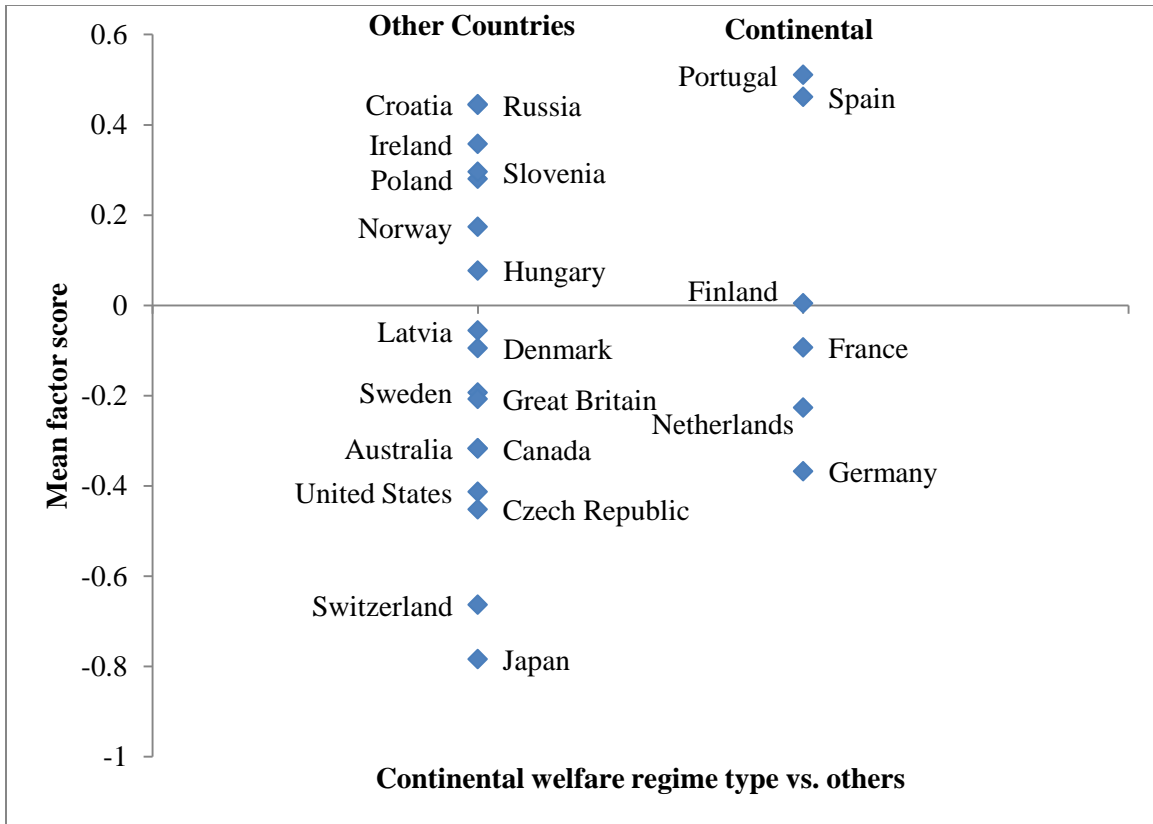 Other Countries
Continental
0.6
0.4
0.2
0
-0.2
-0.4
-0.6
-0.8
-1
Mean factor score
Croatia
Russia
Ireland
Slovenia
Poland
Norway
Hungary
Latvia
Denmark
Sweden
Great Britain
Australia
Canada
United States
Czech Republic
Switzerland
Japan
Portugal
Spain
Finland
France
Netherlands
Germany
Continental welfare regime type vs. others